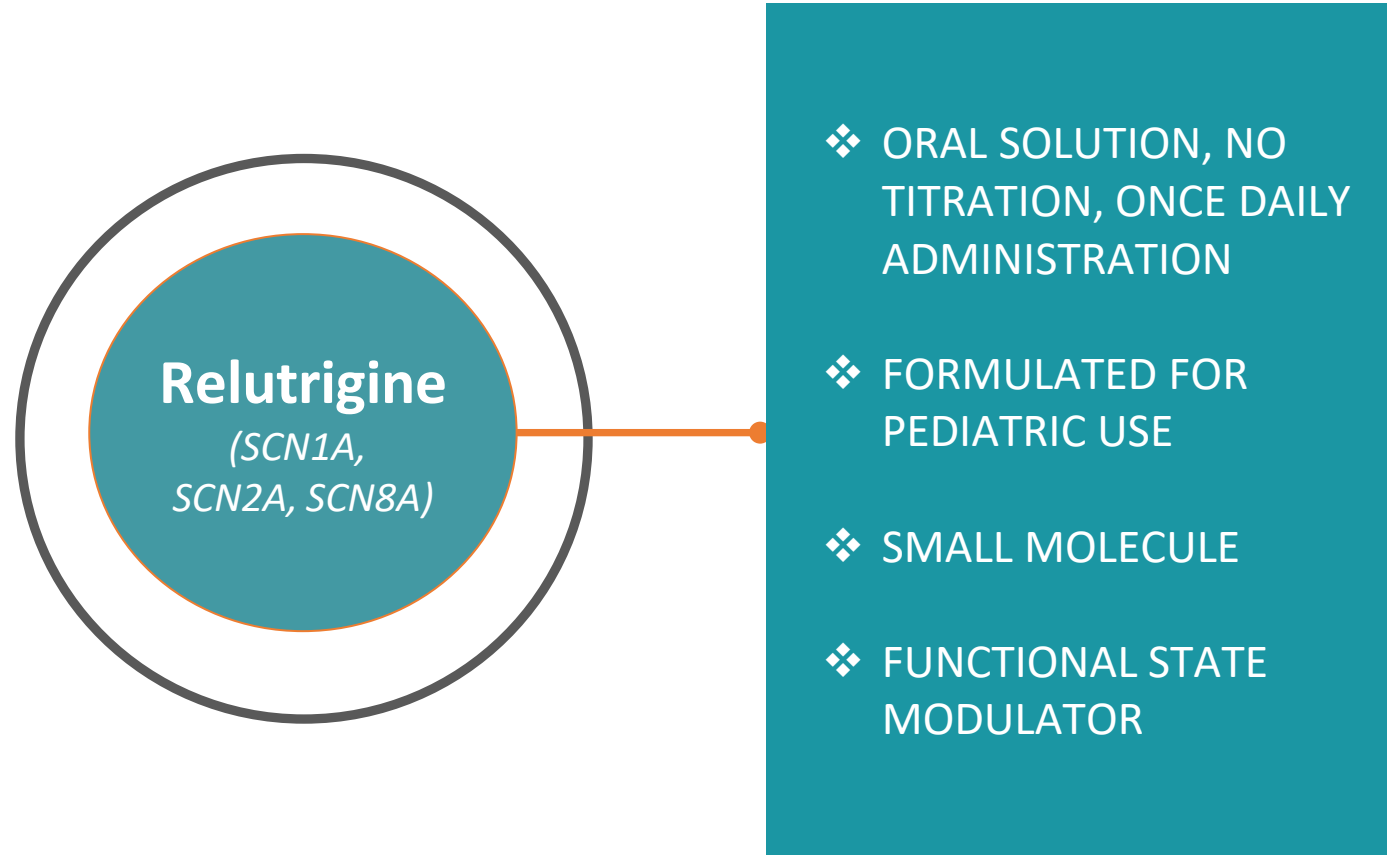 Relutrigine
(SCN1A,
SCN2A, SCN8A)
❖ ORAL SOLUTION, NO
TITRATION, ONCE DAILY
ADMINISTRATION
❖ FORMULATED FOR
PEDIATRIC USE
❖ SMALL MOLECULE
❖ FUNCTIONAL STATE
MODULATOR